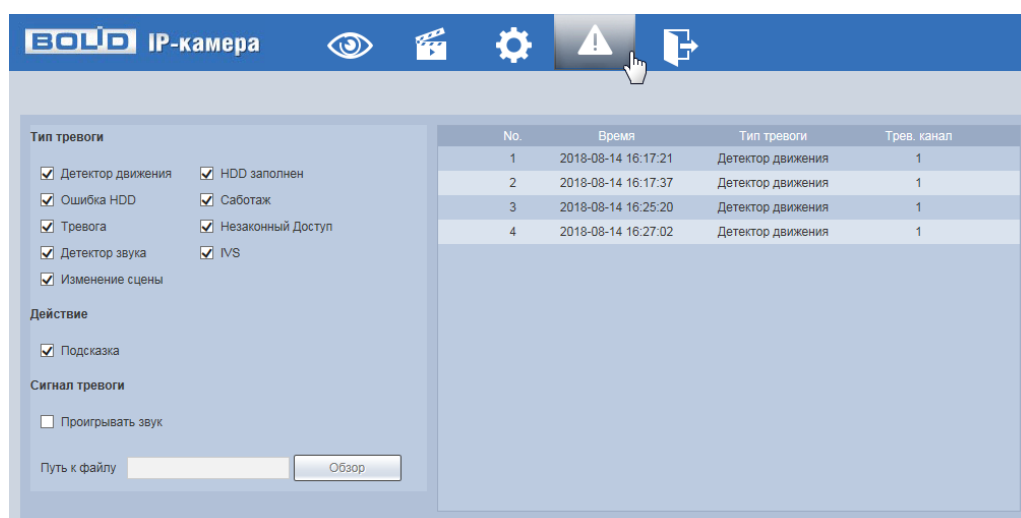 BOLID IP-камера
Тип тревоги
Детектор движения HDD заполнен
Ошибка HDD Саботаж
Тревога Незаконный Доступ
Детектор звука IVS
Изменение сцены
Действие
Подсказка
Сигнал тревоги
Проигрывать звук
Путь к файлу Обзор
No. Время Тип тревоги Трев. канал
1 2018-08-14 16:17:21 Детектор движения 1
2 2018-08-14 16:17:37 Детектор движения 1
3 2018-08-14 16:25:20 Детектор движения 1
4 2018-08-14 16:27:02 Детектор движения 1